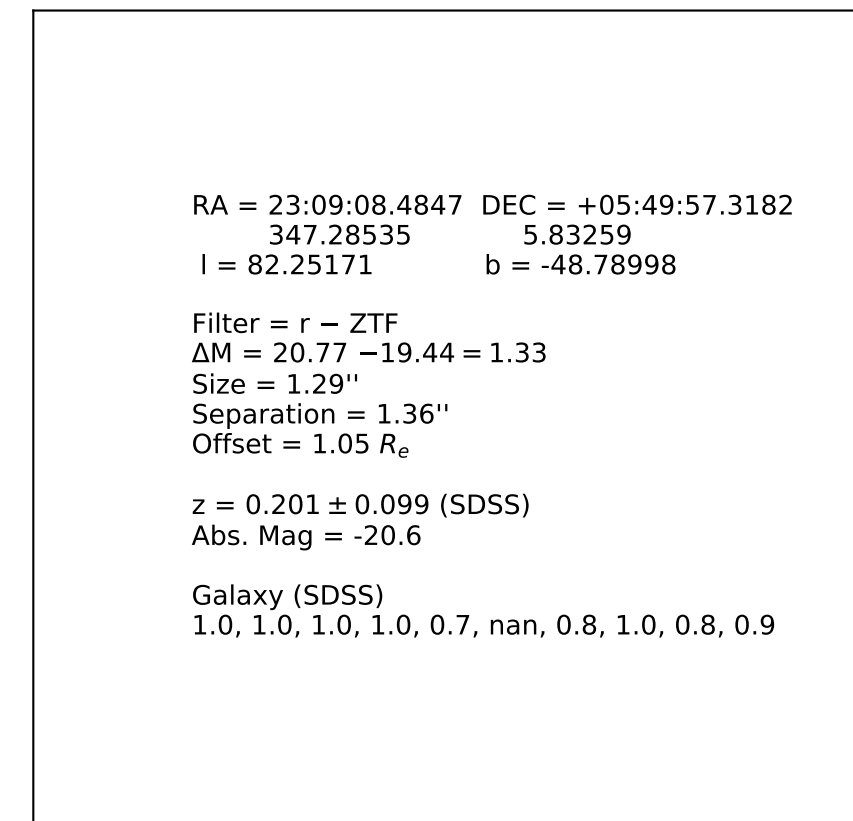 RA = 23:09:08.4847  DEC = +05:49:57.3182
347.28535  5.83259
l = 82.25171  b = -48.78998
Filter = r − ZTF
ΔM = 20.77 −19.44 = 1.33
Size = 1.29''
Separation = 1.36''
Offset = 1.05 Re
z = 0.201 ± 0.099 (SDSS)
Abs. Mag = -20.6
Galaxy (SDSS)
1.0, 1.0, 1.0, 1.0, 0.7, nan, 0.8, 1.0, 0.8, 0.9